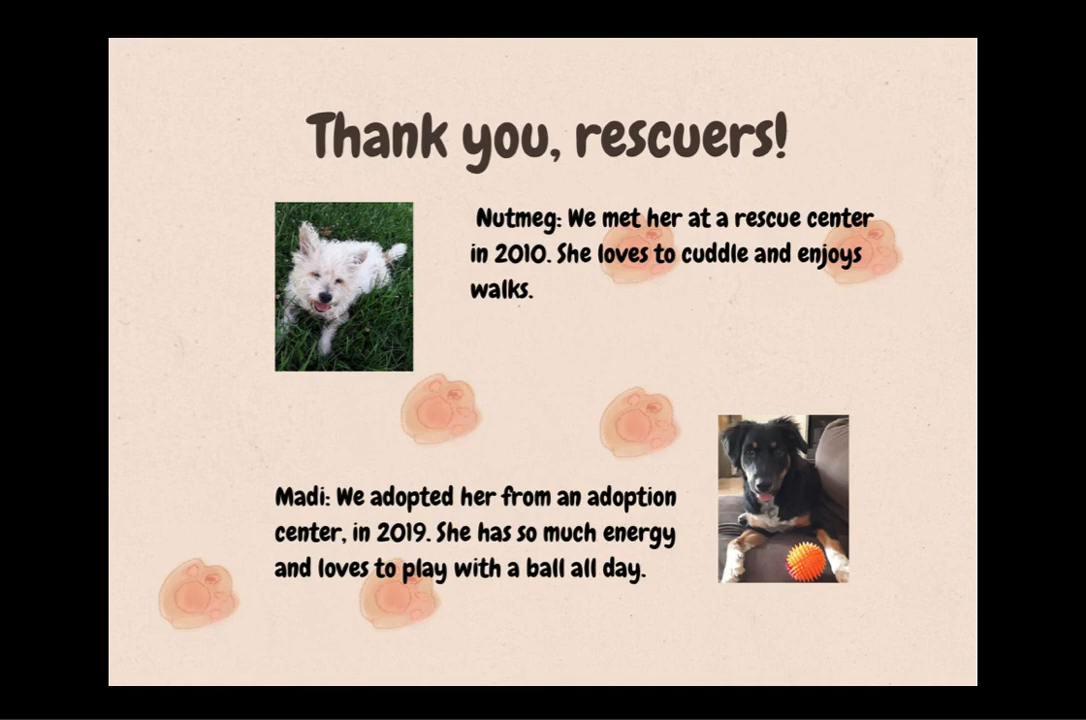 Thank you, rescuers!
Nutmeg: We met her at a rescue center
in 2010. She loves to cuddle and enjoys
walks.
Madi: We adopted her from an adoption
center, in 2019. She has so much energy
and loves to play with a ball all day.